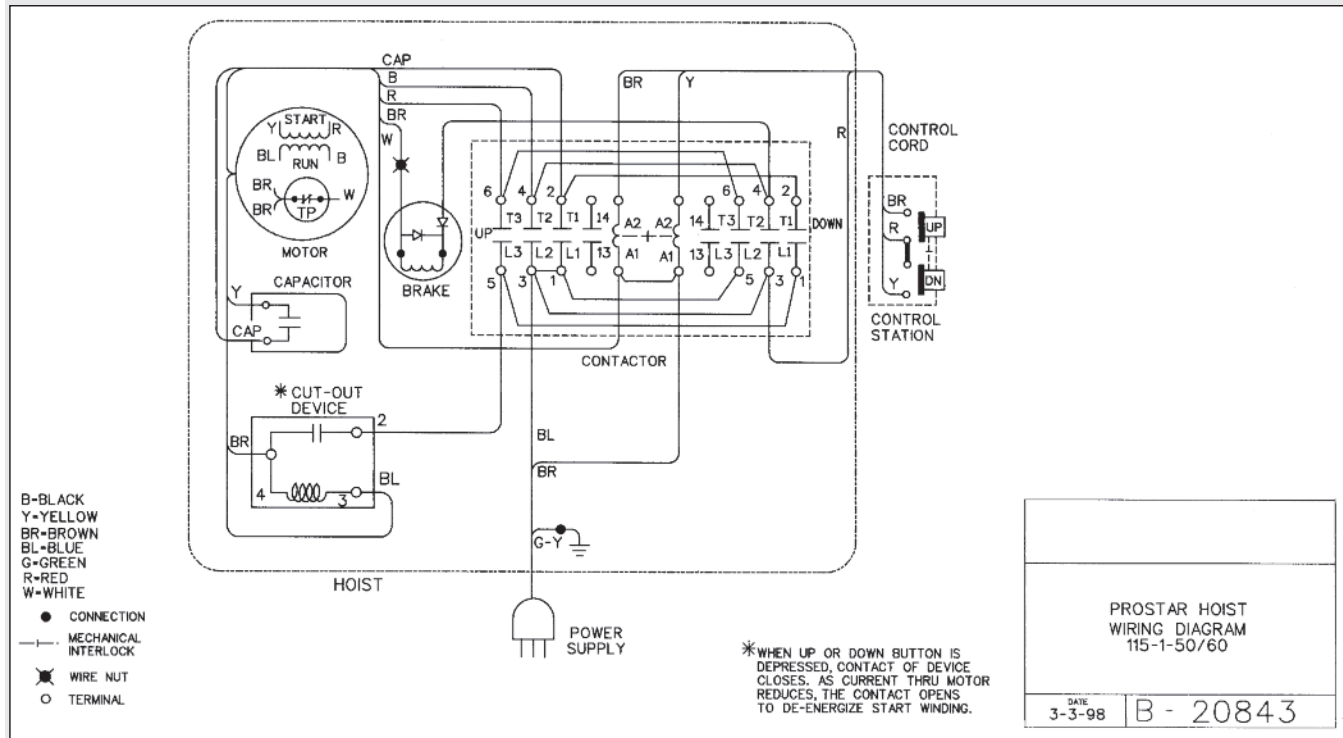 CAP
B
R
BR
W
BR
Y
R
CONTROL
CORD
START
Y
R
BL
RUN
B
BR
BR
TP
W
MOTOR
CAPACITOR
Y
CAP
BRAKE
6
4
2
6
4
2
T3
T2
T1
14
A2
A2
14
T3
T2
T1
UP
DOWN
L3
L2
L1
13
A1
A1
13
L3
L2
L1
5
3
1
5
3
1
CONTACTOR
BR
R
Y
UP
DN
CONTROL
STATION
* CUT-OUT
DEVICE
2
BR
4
3
BL
BL
BR
G-Y
HOIST
POWER
SUPPLY
B-BLACK
Y-YELLOW
BR-BROWN
BL-BLUE
G-GREEN
R-RED
W-WHITE
CONNECTION
MECHANICAL
INTERLOCK
WIRE NUT
TERMINAL
* WHEN UP OR DOWN BUTTON IS
DEPRESSED, CONTACT OF DEVICE
CLOSES. AS CURRENT THRU MOTOR
REDUCES, THE CONTACT OPENS
TO DE-ENERGIZE START WINDING.
PROSTAR HOIST
WIRING DIAGRAM
115-1-50/60
DATE
3-3-98
B - 20843